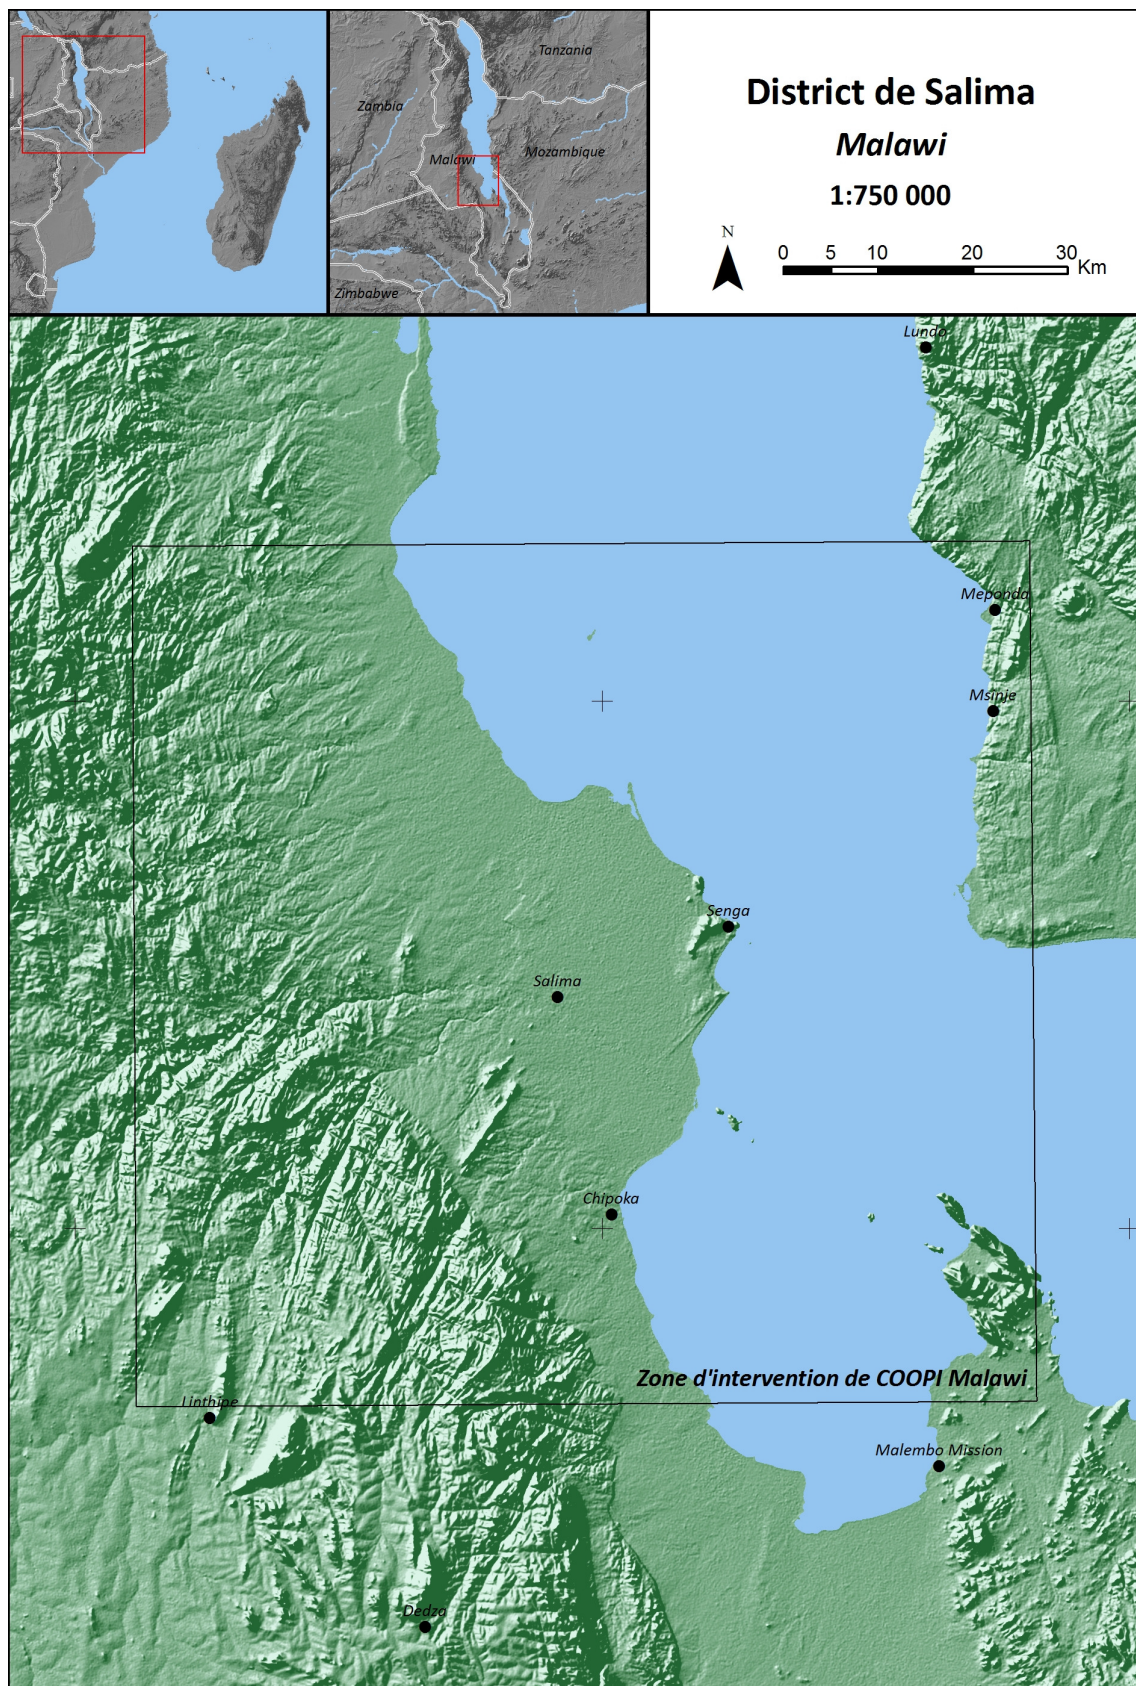 District de Salima
Malawi
1:750 000
N
0 5 10 20 30
Km
Tanzania
Zambia
Malawi
Mozambique
Zimbabwe
Lundo
Meponda
Msinje
Senga
Salima
Chipoka
Zone d'intervention de COOPI Malawi
Linthipe
Malembo Mission
Dedza